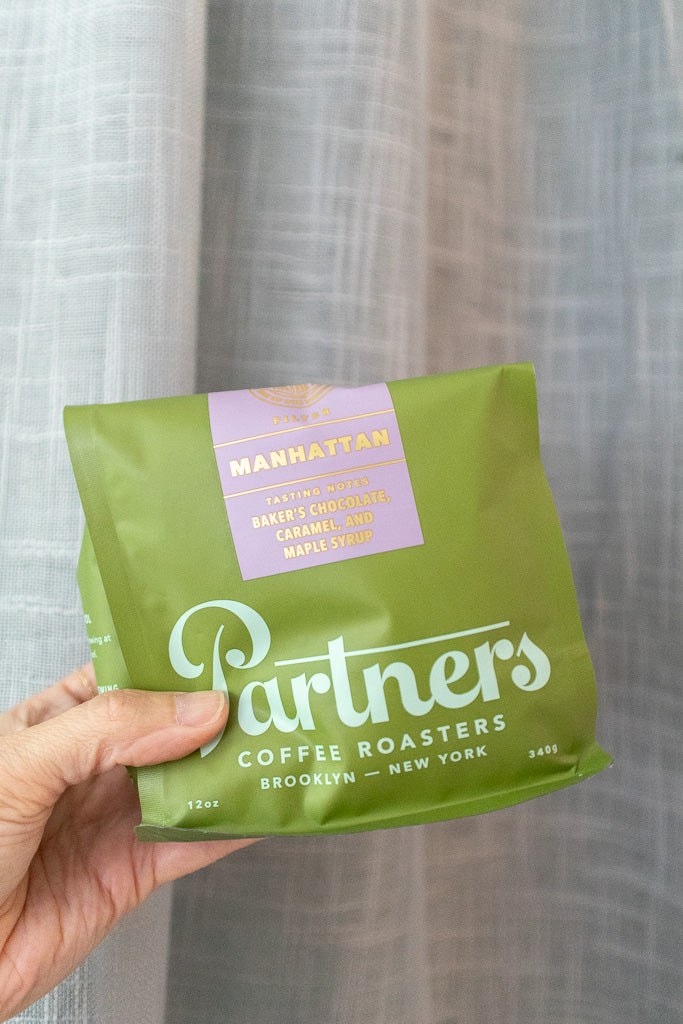 FILTER
MANHATTAN
TASTING NOTES
BAKER'S CHOCOLATE,
CARAMEL, AND
MAPLE SYRUP
Partners
COFFEE ROASTERS
BROOKLYN — NEW YORK
12oz
340g